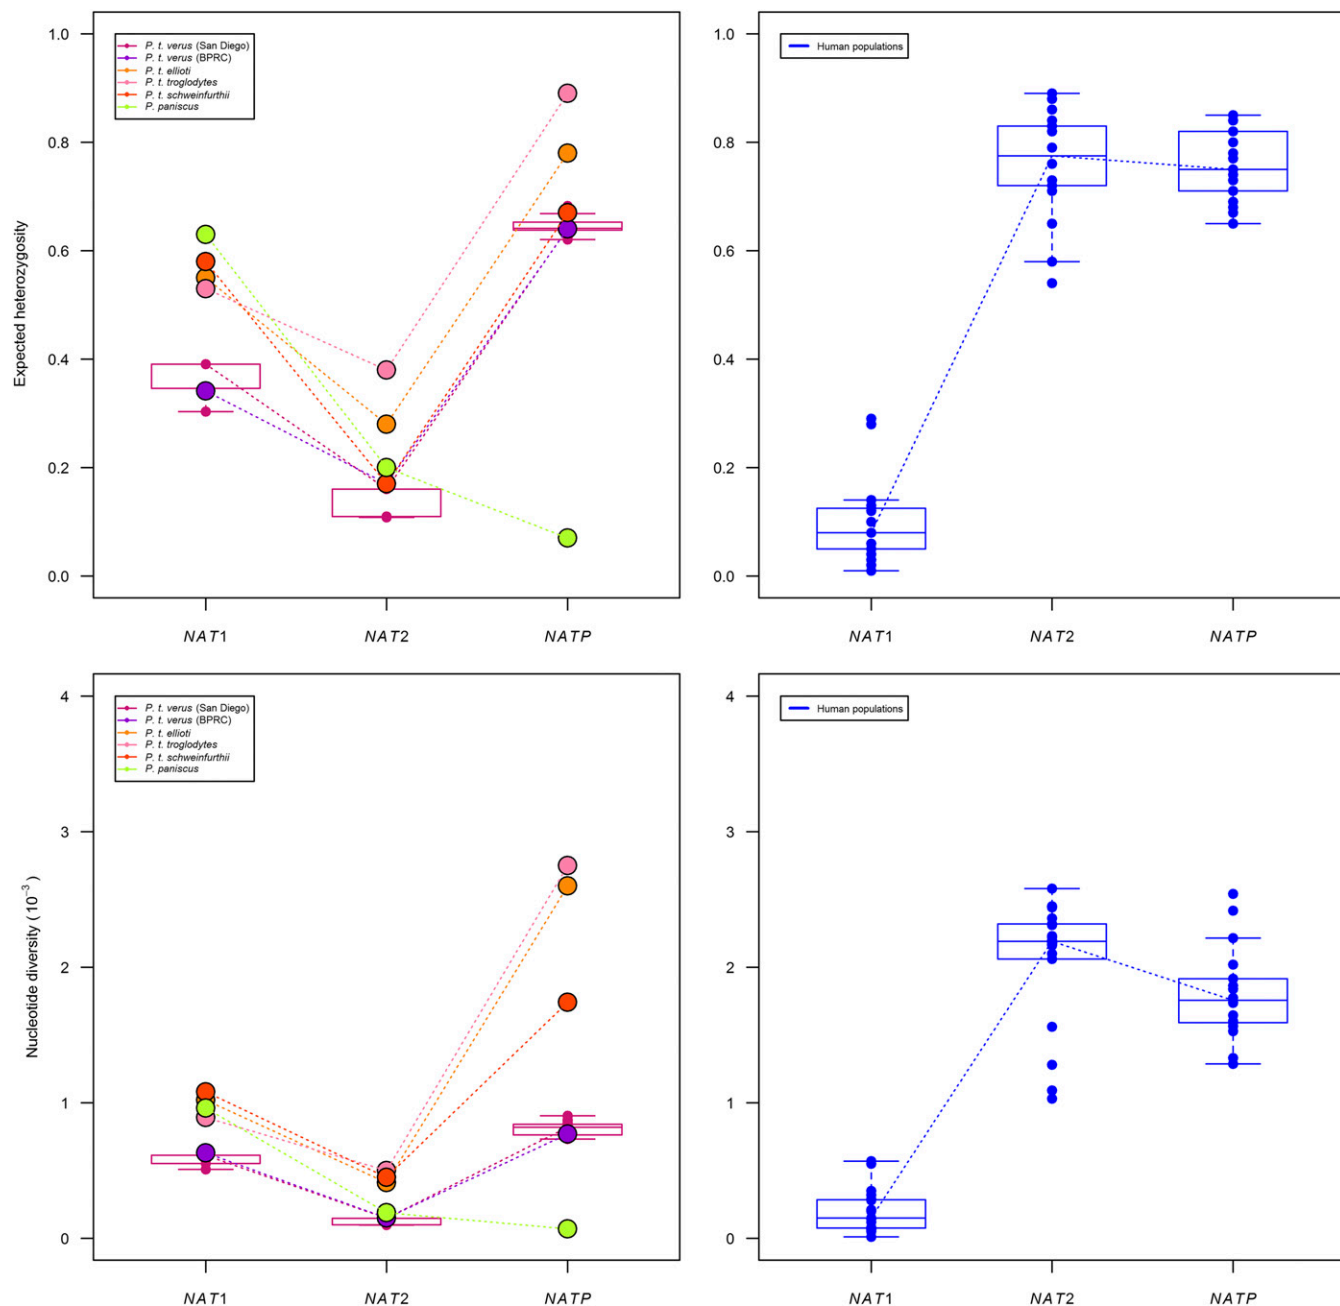 1.0
0.8
0.6
0.4
0.2
0.0
Expected heterozygosity
P. t. verus (San Diego)
P. t. verus (BPRC)
P. t. ellioti
P. t. troglodytes
P. t. schweinfurthii
P. paniscus
NAT1 NAT2 NATP
1.0
0.8
0.6
0.4
0.2
0.0
Human populations
NAT1 NAT2 NATP
4
3
2
1
0
Nucleotide diversity (10⁻³)
P. t. verus (San Diego)
P. t. verus (BPRC)
P. t. ellioti
P. t. troglodytes
P. t. schweinfurthii
P. paniscus
NAT1 NAT2 NATP
4
3
2
1
0
Human populations
NAT1 NAT2 NATP